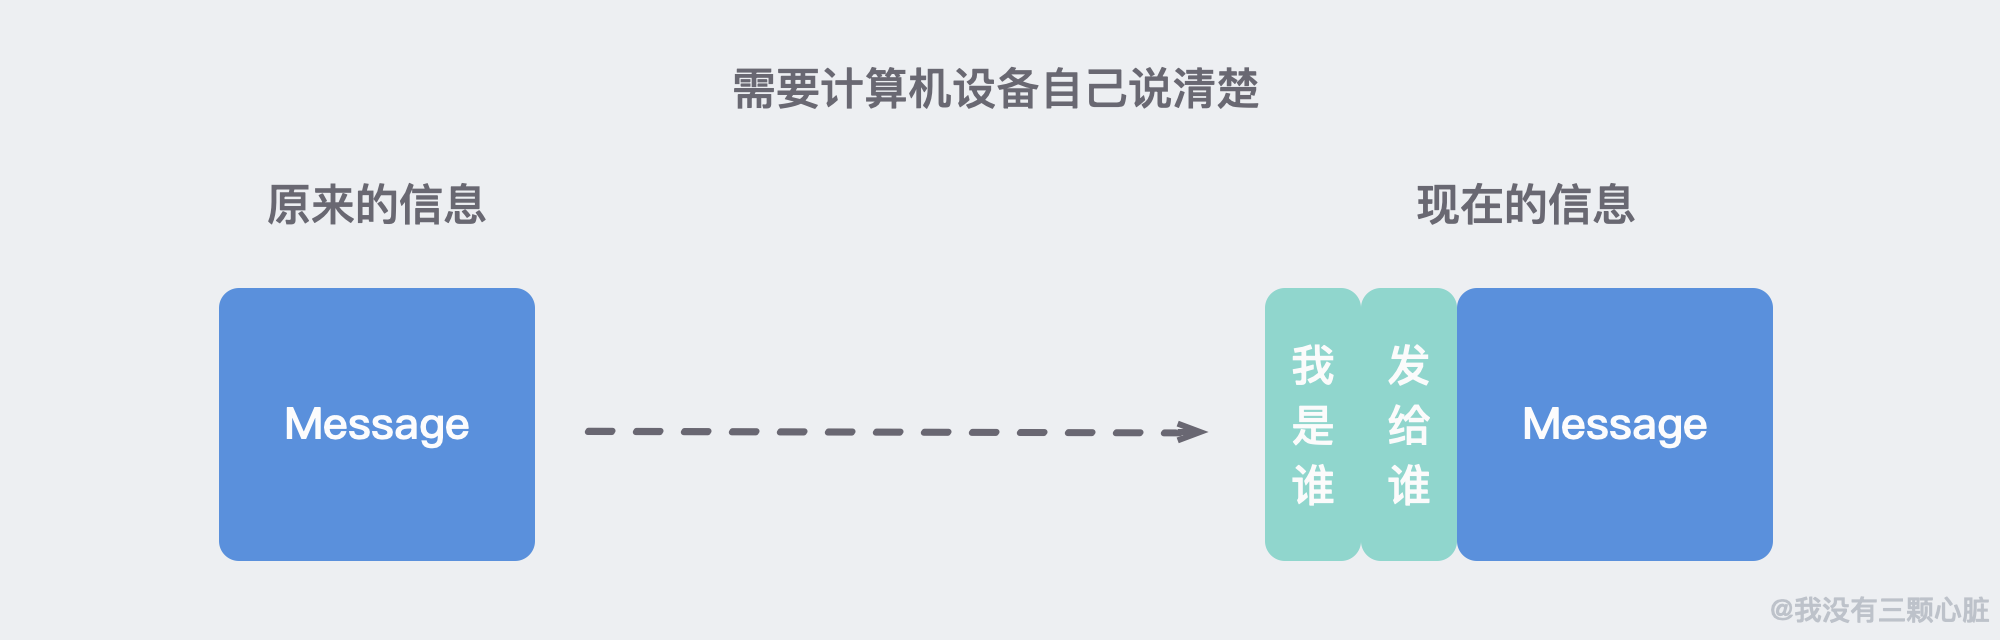 需要计算机设备自己说清楚
原来的信息
现在的信息
Message
我是谁
发给谁
Message
@我没有三颗心脏